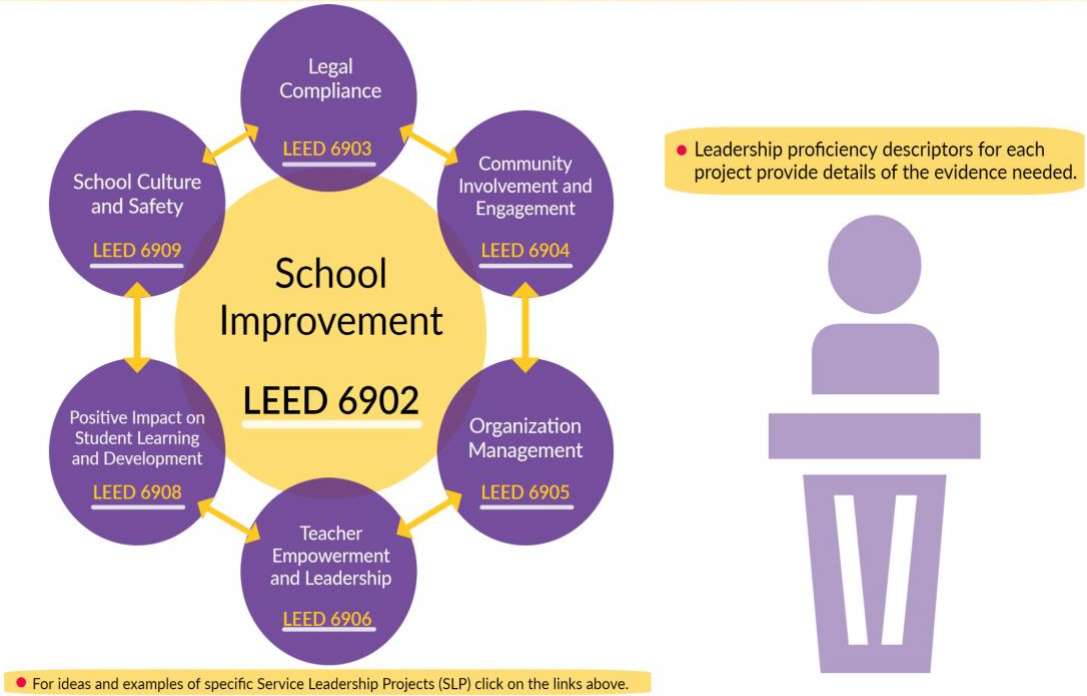 Legal
Compliance
LEED 6903
School Culture
and Safety
LEED 6909
Community
Involvement and
Engagement
LEED 6904
School
Improvement
LEED 6902
Positive Impact on
Student Learning
and Development
LEED 6908
Organization
Management
LEED 6905
Teacher
Empowerment
and Leadership
LEED 6906
• Leadership proficiency descriptors for each
project provide details of the evidence needed.
• For ideas and examples of specific Service Leadership Projects (SLP) click on the links above.